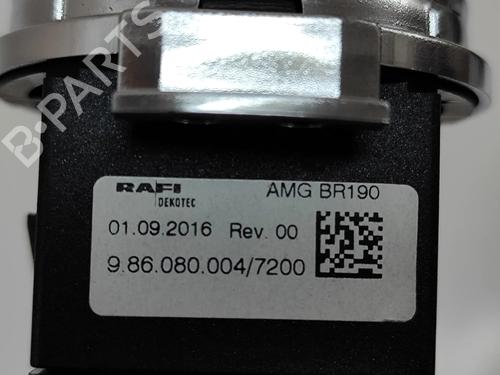 B-PARTS
RAFI AMG BR190
DEKOTEC
01.09.2016 Rev. 00
9.86.080.004/7200